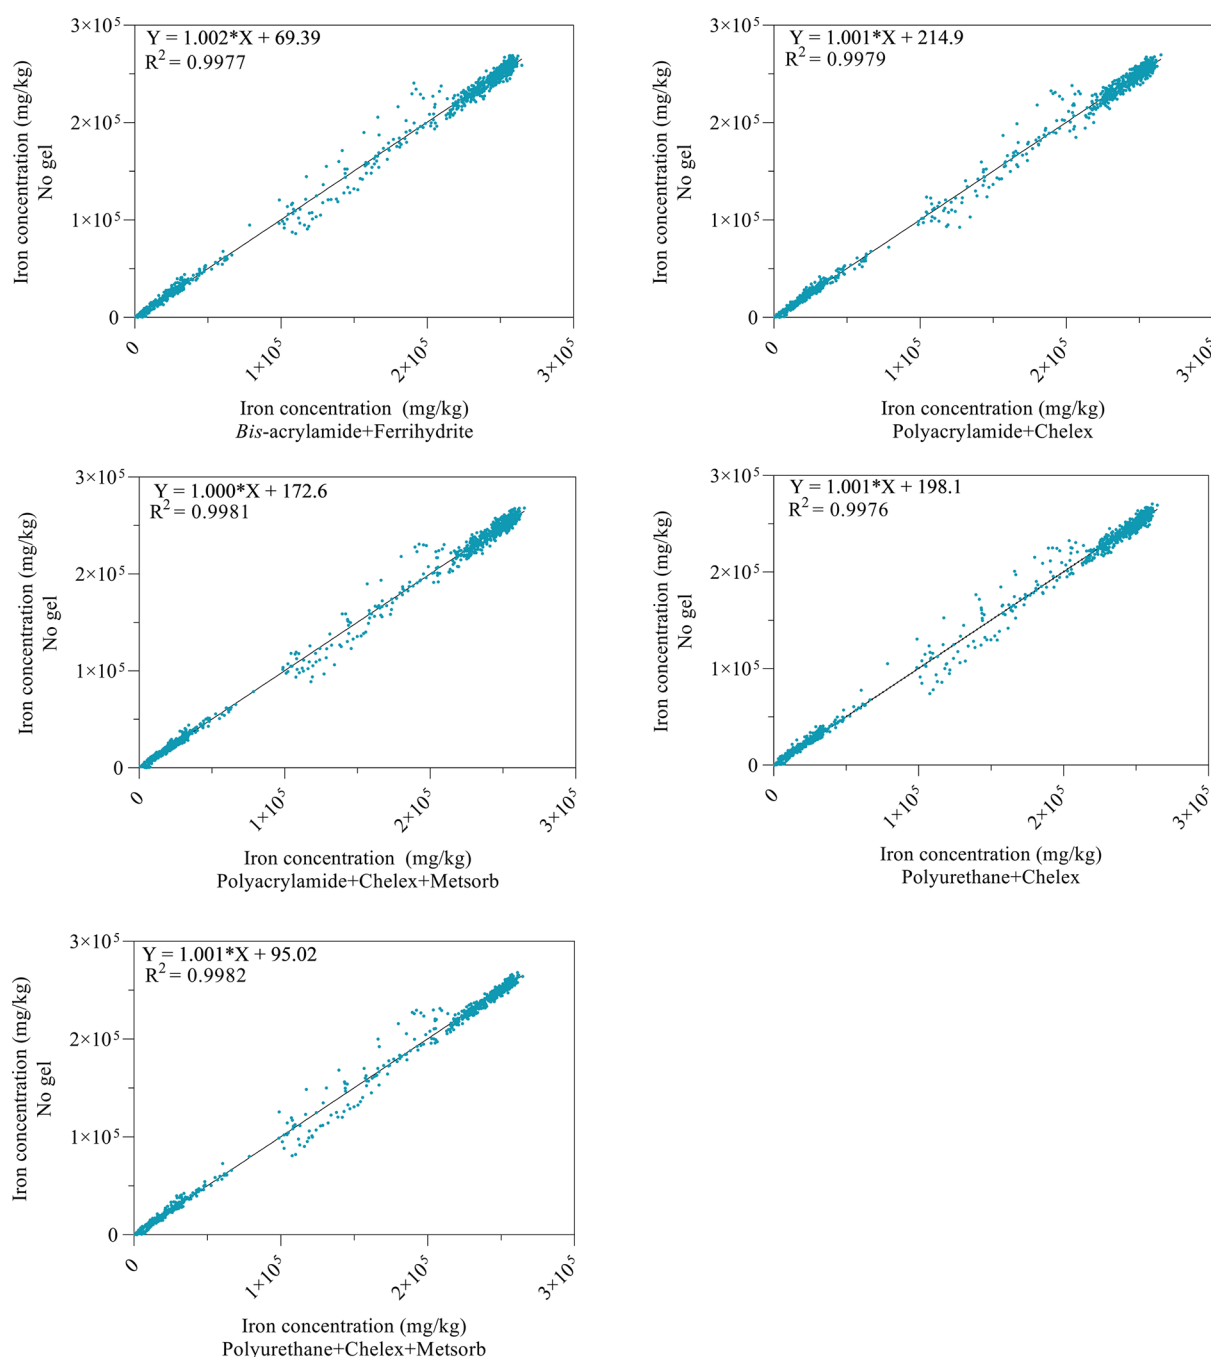 Y = 1.002*X + 69.39
R² = 0.9977
3×10⁵
2×10⁵
1×10⁵
0
Iron concentration (mg/kg)
No gel
0
1×10⁵
2×10⁵
3×10⁵
Iron concentration (mg/kg)
Bis-acrylamide+Ferrihydrite
Y = 1.001*X + 214.9
R² = 0.9979
3×10⁵
2×10⁵
1×10⁵
0
Iron concentration (mg/kg)
No gel
0
1×10⁵
2×10⁵
3×10⁵
Iron concentration (mg/kg)
Polyacrylamide+Chelex
Y = 1.000*X + 172.6
R² = 0.9981
3×10⁵
2×10⁵
1×10⁵
0
Iron concentration (mg/kg)
No gel
0
1×10⁵
2×10⁵
3×10⁵
Iron concentration (mg/kg)
Polyacrylamide+Chelex+Metsorb
Y = 1.001*X + 198.1
R² = 0.9976
3×10⁵
2×10⁵
1×10⁵
0
Iron concentration (mg/kg)
No gel
0
1×10⁵
2×10⁵
3×10⁵
Iron concentration (mg/kg)
Polyurethane+Chelex
Y = 1.001*X + 95.02
R² = 0.9982
3×10⁵
2×10⁵
1×10⁵
0
Iron concentration (mg/kg)
No gel
0
1×10⁵
2×10⁵
3×10⁵
Iron concentration (mg/kg)
Polyurethane+Chelex+Metsorb